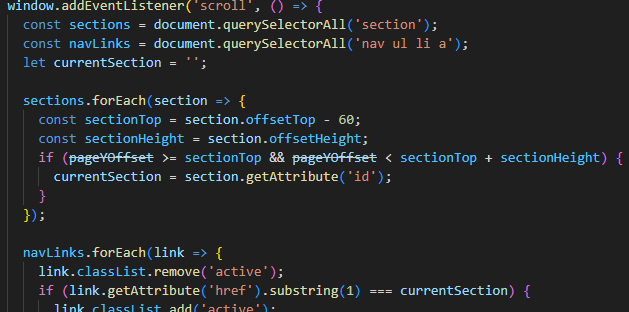 window.addEventListener('scroll', () => {
const sections = document.querySelectorAll('section');
const navLinks = document.querySelectorAll('nav ul li a');
let currentSection = '';
sections.forEach(section => {
const sectionTop = section.offsetTop - 60;
const sectionHeight = section.offsetHeight;
if (pageYOffset >= sectionTop && pageYOffset < sectionTop + sectionHeight) {
currentSection = section.getAttribute('id');
}
});
navLinks.forEach(link => {
link.classList.remove('active');
if (link.getAttribute('href').substring(1) === currentSection) {
link.classList.add('active');